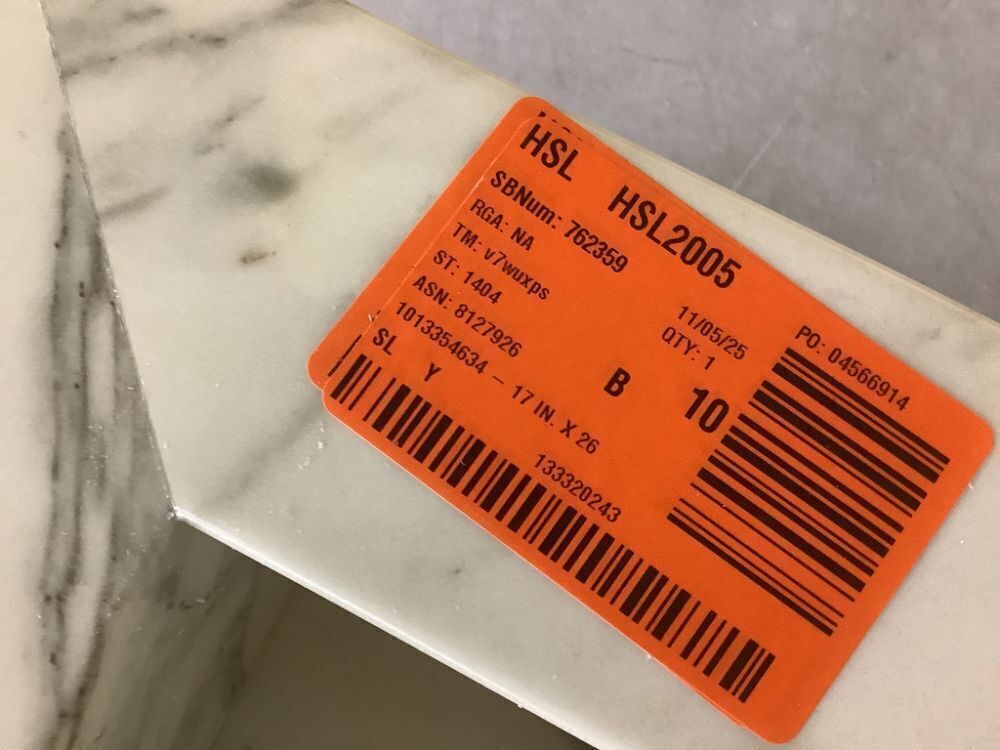 HSL HSL2005
SBNum: 762359
RGA: NA
TM: v7wuxps 11/05/25
ST: 1404 QTY: 1
ASN: 8127926 B 10
1013354634 - 17 IN. X 26
SL Y 133320243
PO: 04566914